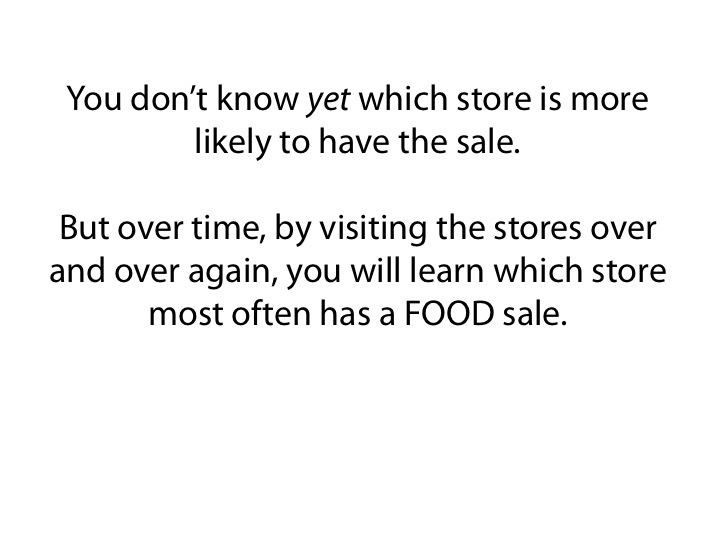 You don’t know yet which store is more
likely to have the sale.
But over time, by visiting the stores over
and over again, you will learn which store
most often has a FOOD sale.